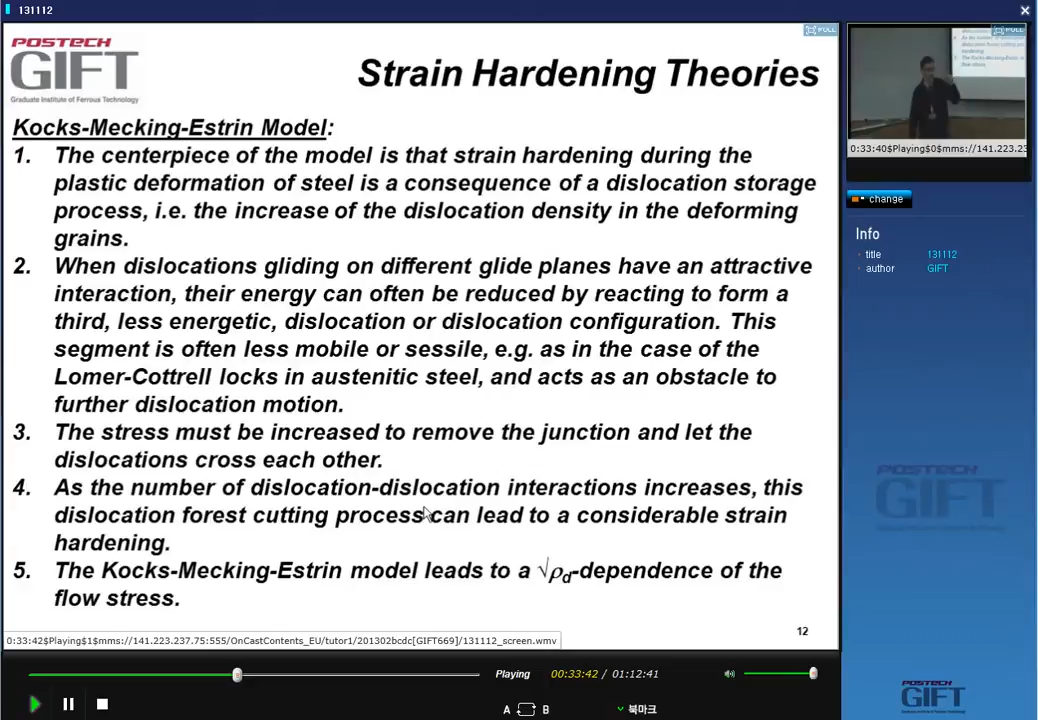 131112
POSTECH
GIFT
Graduate Institute of Ferrous Technology
Strain Hardening Theories
FULL
Kocks-Mecking-Estrin Model:
1. The centerpiece of the model is that strain hardening during the
plastic deformation of steel is a consequence of a dislocation storage
process, i.e. the increase of the dislocation density in the deforming
grains.
2. When dislocations gliding on different glide planes have an attractive
interaction, their energy can often be reduced by reacting to form a
third, less energetic, dislocation or dislocation configuration. This
segment is often less mobile or sessile, e.g. as in the case of the
Lomer-Cottrell locks in austenitic steel, and acts as an obstacle to
further dislocation motion.
3. The stress must be increased to remove the junction and let the
dislocations cross each other.
4. As the number of dislocation-dislocation interactions increases, this
dislocation forest cutting process can lead to a considerable strain
hardening.
5. The Kocks-Mecking-Estrin model leads to a √ρd-dependence of the
flow stress.
12
0:33:42$Playing$1$mms://141.223.237.75:555/OnCastContents_EU/tutor1/201302bcdc[GIFT669]/131112_screen.wmv
Playing
00:33:42 / 01:12:41
A B
북마크
FULL
0:33:40$Playing$0$mms://141.223.23
change
Info
title 131112
author GIFT
POSTECH
GIFT
POSTECH
GIFT